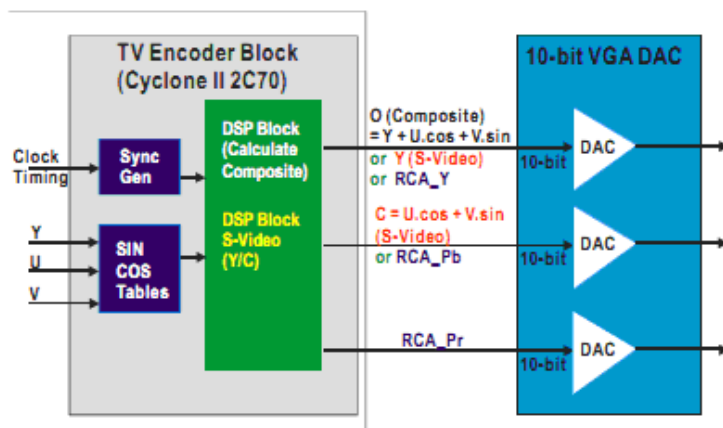 TV Encoder Block
(Cyclone II 2C70)
Clock
Timing
Sync
Gen
Y
U
V
SIN
COS
Tables
DSP Block
(Calculate
Composite)
DSP Block
S-Video
(Y/C)
O (Composite)
= Y + U.cos + V.sin
or Y (S-Video)
or RCA_Y
C = U.cos + V.sin
(S-Video)
or RCA_Pb
RCA_Pr
10-bit VGA DAC
10-bit
DAC
10-bit
DAC
10-bit
DAC